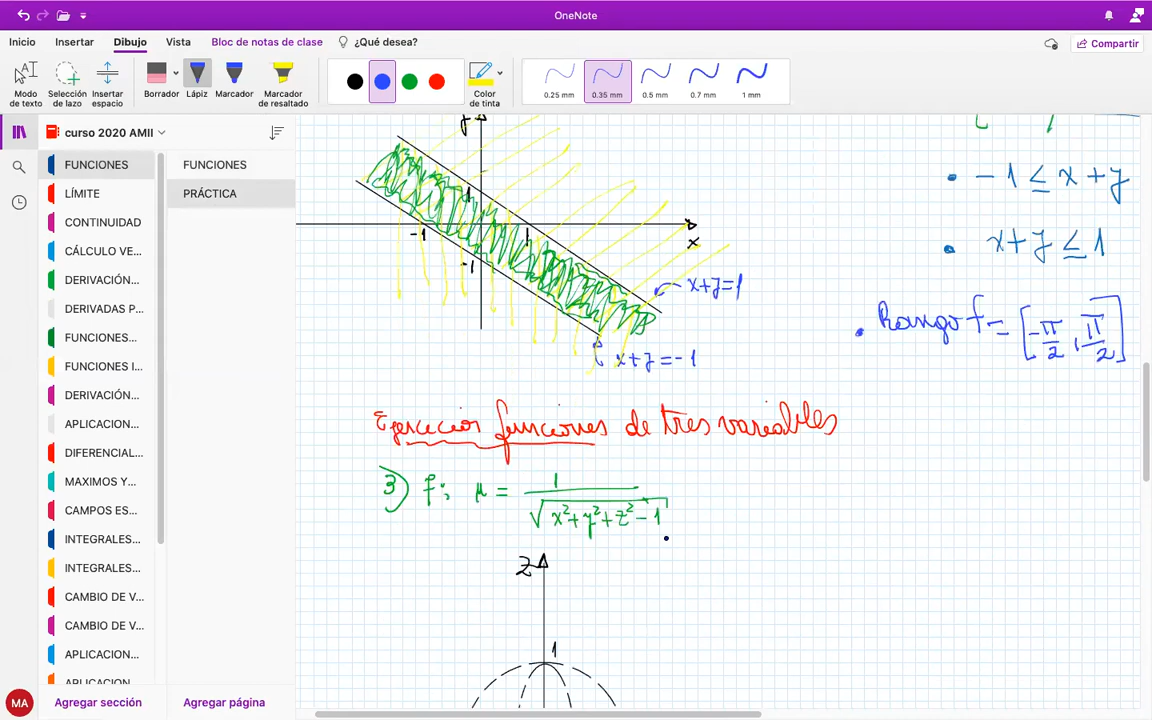 OneNote
Inicio Insertar Dibujo Vista Bloc de notas de clase ¿Qué desea? Compartir
Modo de texto Selección de lazo Insertar espacio Borrador Lápiz Marcador Marcador de resaltado Color de tinta 0.25 mm 0.35 mm 0.5 mm 0.7 mm 1 mm
curso 2020 AMII
FUNCIONES
LÍMITE
CONTINUIDAD
CÁLCULO VE...
DERIVACIÓN...
DERIVADAS P...
FUNCIONES...
FUNCIONES I...
DERIVACIÓN...
APLICACION...
DIFERENCIAL...
MAXIMOS Y...
CAMPOS ES...
INTEGRALES...
INTEGRALES...
CAMBIO DE V...
CAMBIO DE V...
APLICACION...
APLICACION
MA
Agregar sección
FUNCIONES
PRÁCTICA
Agregar página
y
1
-1
1
-1
x
x+y=1
x+y=-1
• -1 ≤ x+y
• x+y ≤ 1
• Rango f = [-π/2, π/2]
Ejercicios funciones de tres variables
3) f: μ = 1/√(x²+y²+z²-1)
z
1